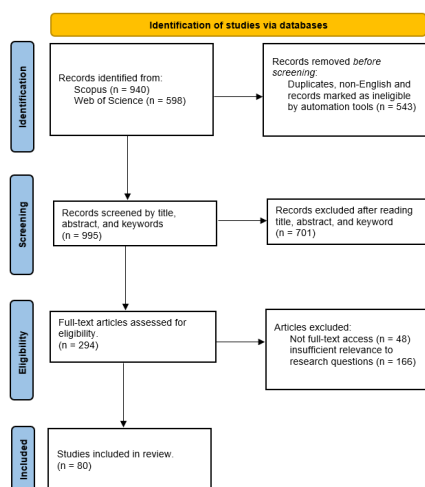 Identification of studies via databases
Identification
Records identified from:
Scopus (n = 940)
Web of Science (n = 598)
Records removed before
screening:
Duplicates, non-English and
records marked as ineligible
by automation tools (n = 543)
Screening
Records screened by title,
abstract, and keywords
(n = 995)
Records excluded after reading
title, abstract, and keyword
(n = 701)
Eligibility
Full-text articles assessed for
eligibility.
(n = 294)
Articles excluded:
Not full-text access (n = 48)
insufficient relevance to
research questions (n = 166)
Included
Studies included in review.
(n = 80)